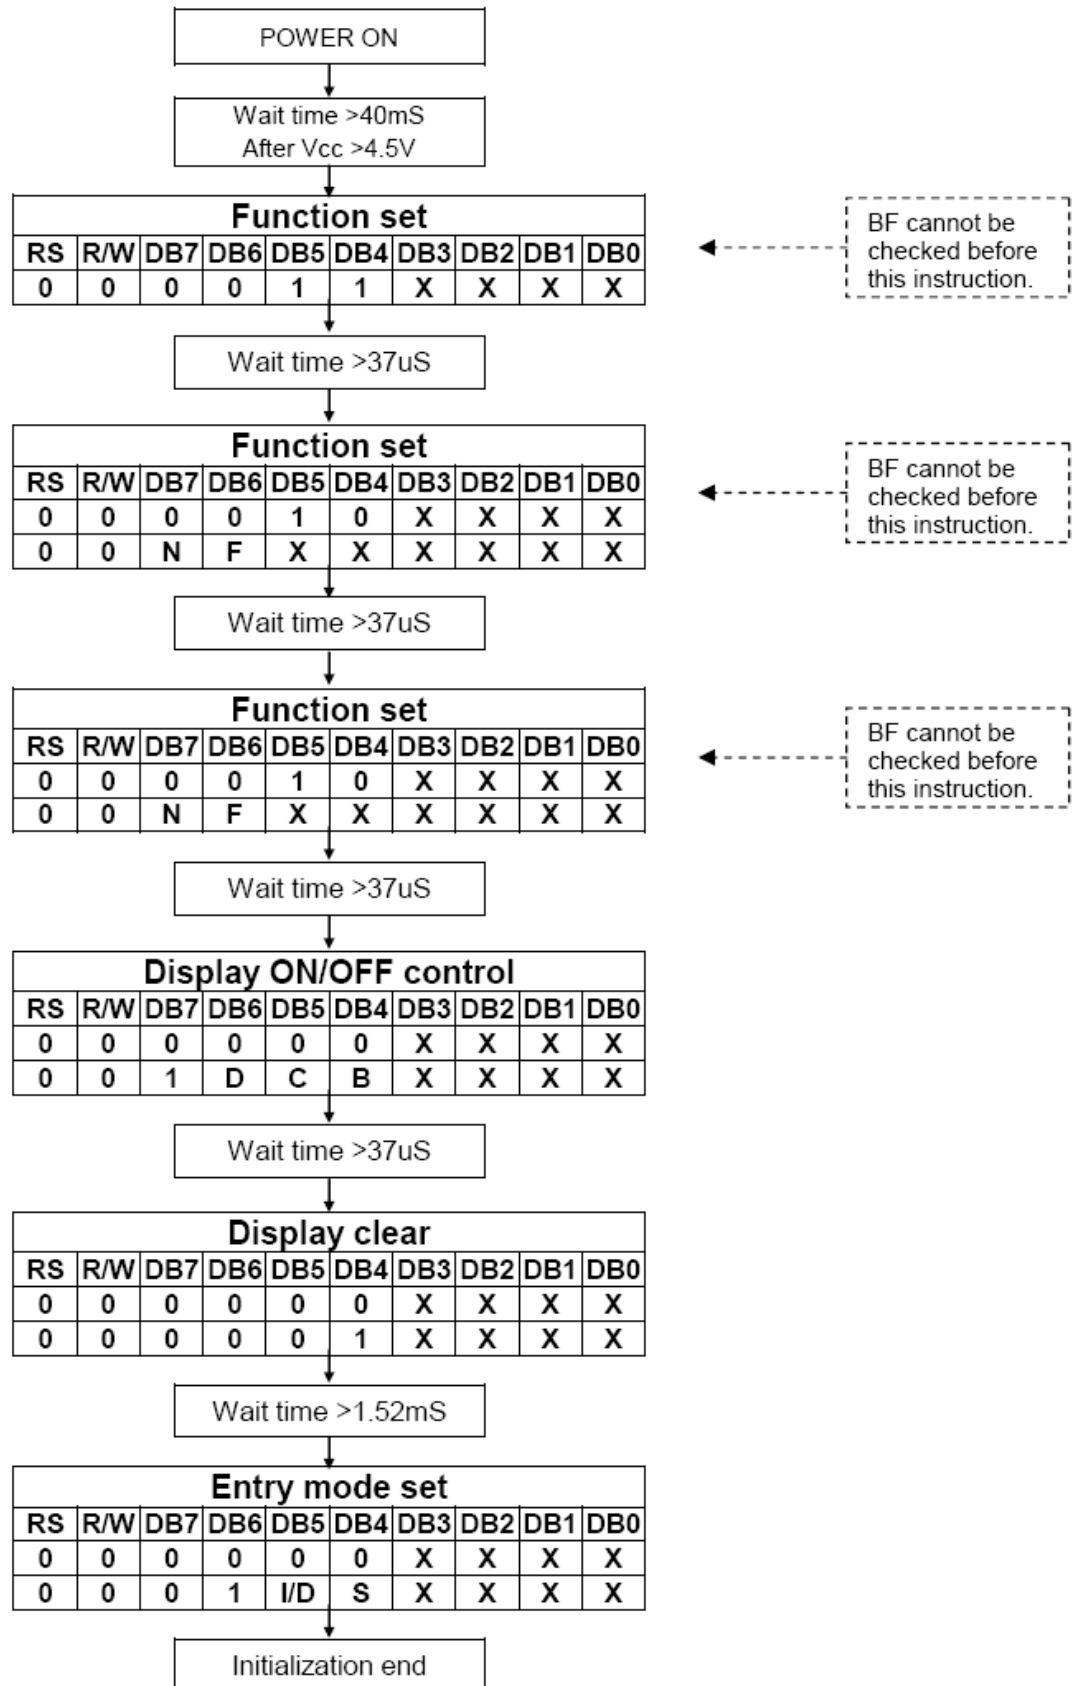 POWER ON
Wait time >40mS
After Vcc >4.5V
Function set
RS R/W DB7 DB6 DB5 DB4 DB3 DB2 DB1 DB0
0 0 0 0 1 1 X X X X
BF cannot be
checked before
this instruction.
Wait time >37uS
Function set
RS R/W DB7 DB6 DB5 DB4 DB3 DB2 DB1 DB0
0 0 0 0 1 0 X X X X
0 0 N F X X X X X X
BF cannot be
checked before
this instruction.
Wait time >37uS
Function set
RS R/W DB7 DB6 DB5 DB4 DB3 DB2 DB1 DB0
0 0 0 0 1 0 X X X X
0 0 N F X X X X X X
BF cannot be
checked before
this instruction.
Wait time >37uS
Display ON/OFF control
RS R/W DB7 DB6 DB5 DB4 DB3 DB2 DB1 DB0
0 0 0 0 0 0 X X X X
0 0 1 D C B X X X X
Wait time >37uS
Display clear
RS R/W DB7 DB6 DB5 DB4 DB3 DB2 DB1 DB0
0 0 0 0 0 0 X X X X
0 0 0 0 0 1 X X X X
Wait time >1.52mS
Entry mode set
RS R/W DB7 DB6 DB5 DB4 DB3 DB2 DB1 DB0
0 0 0 0 0 0 X X X X
0 0 0 1 I/D S X X X X
Initialization end